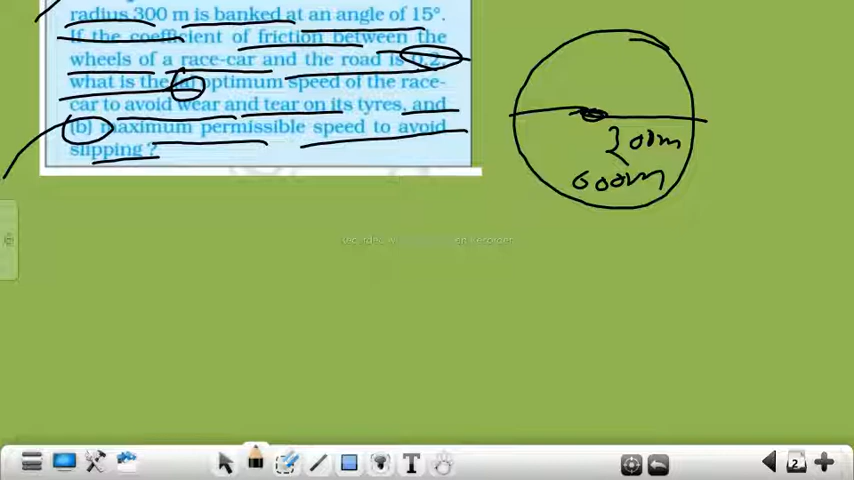 radius 300 m is banked at an angle of 15°.
If the coefficient of friction between the
wheels of a race-car and the road is 0.2,
what is the (a) optimum speed of the race-
car to avoid wear and tear on its tyres, and
(b) maximum permissible speed to avoid
slipping ?
300m
600m
T
2